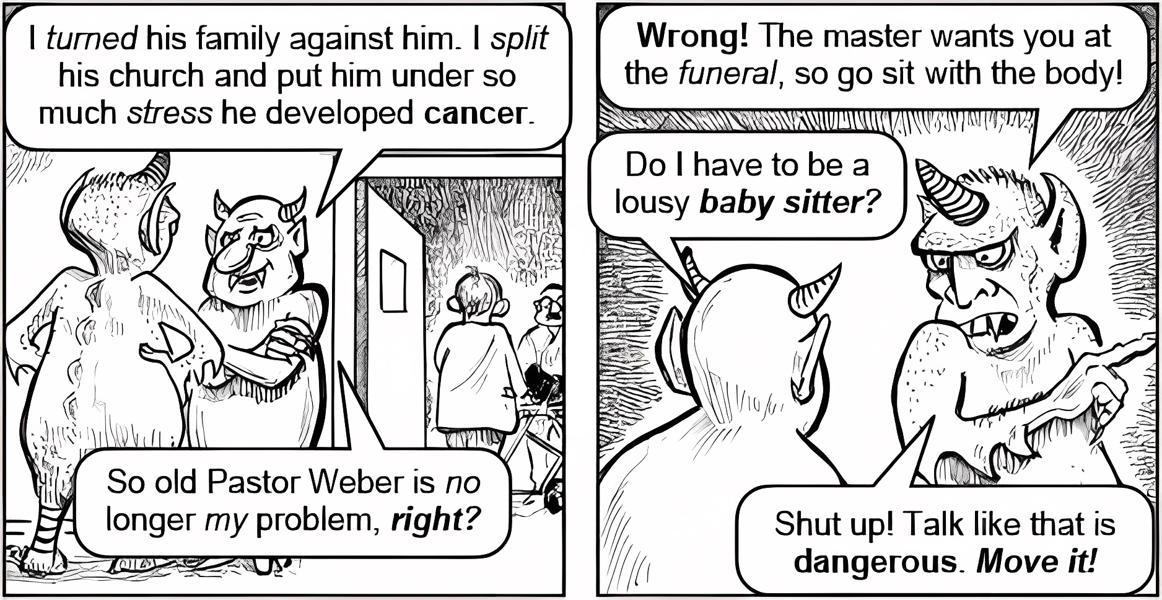 I turned his family against him. I split
his church and put him under so
much stress he developed cancer.
So old Pastor Weber is no
longer my problem, right?
Wrong! The master wants you at
the funeral, so go sit with the body!
Do I have to be a
lousy baby sitter?
Shut up! Talk like that is
dangerous. Move it!